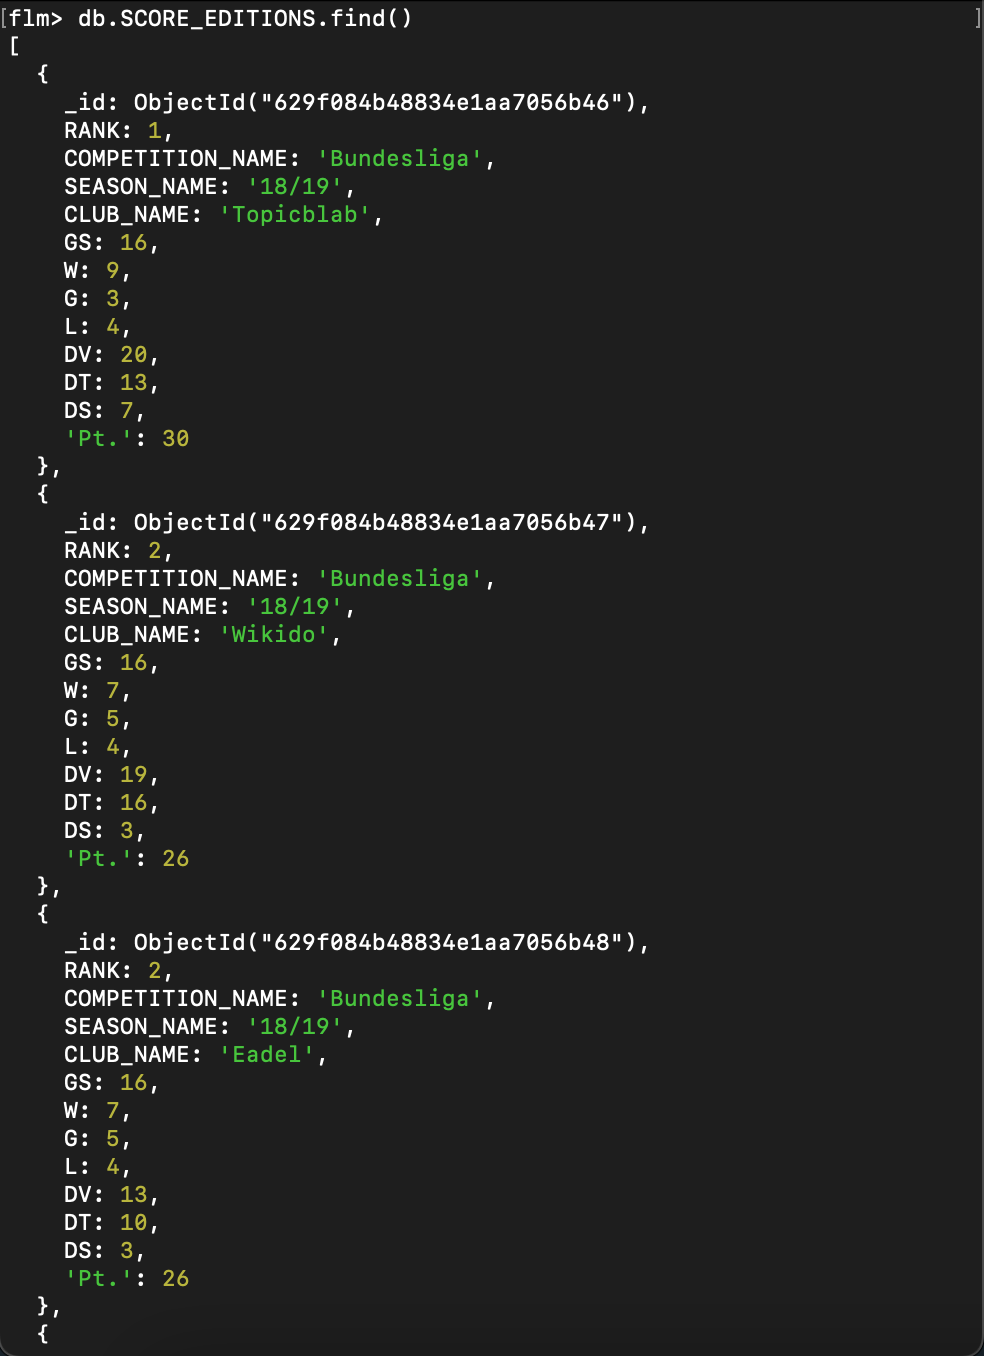 [flm> db.SCORE_EDITIONS.find() ]
[
  {
    _id: ObjectId("629f084b48834e1aa7056b46"),
    RANK: 1,
    COMPETITION_NAME: 'Bundesliga',
    SEASON_NAME: '18/19',
    CLUB_NAME: 'Topicblab',
    GS: 16,
    W: 9,
    G: 3,
    L: 4,
    DV: 20,
    DT: 13,
    DS: 7,
    'Pt.': 30
  },
  {
    _id: ObjectId("629f084b48834e1aa7056b47"),
    RANK: 2,
    COMPETITION_NAME: 'Bundesliga',
    SEASON_NAME: '18/19',
    CLUB_NAME: 'Wikido',
    GS: 16,
    W: 7,
    G: 5,
    L: 4,
    DV: 19,
    DT: 16,
    DS: 3,
    'Pt.': 26
  },
  {
    _id: ObjectId("629f084b48834e1aa7056b48"),
    RANK: 2,
    COMPETITION_NAME: 'Bundesliga',
    SEASON_NAME: '18/19',
    CLUB_NAME: 'Eadel',
    GS: 16,
    W: 7,
    G: 5,
    L: 4,
    DV: 13,
    DT: 10,
    DS: 3,
    'Pt.': 26
  },
  {